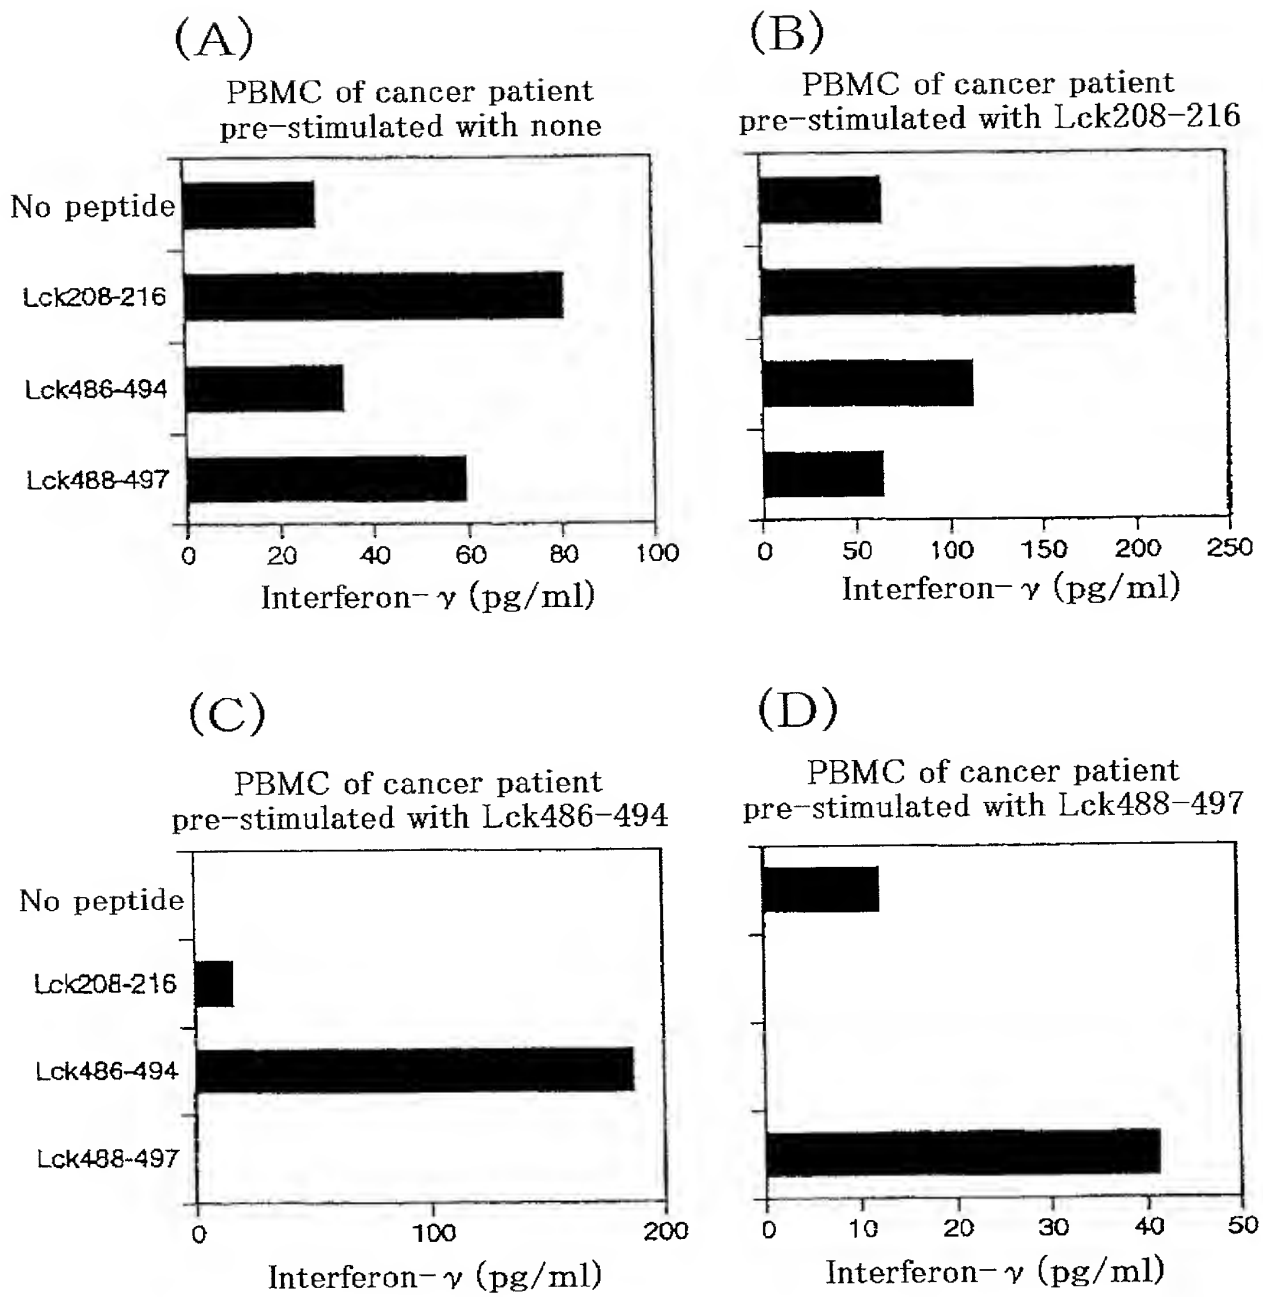 (A)
PBMC of cancer patient
pre-stimulated with none
No peptide
Lck208-216
Lck486-494
Lck488-497
0 20 40 60 80 100
Interferon-γ (pg/ml)
(B)
PBMC of cancer patient
pre-stimulated with Lck208-216
0 50 100 150 200 250
Interferon-γ (pg/ml)
(C)
PBMC of cancer patient
pre-stimulated with Lck486-494
No peptide
Lck208-216
Lck486-494
Lck488-497
0 100 200
Interferon-γ (pg/ml)
(D)
PBMC of cancer patient
pre-stimulated with Lck488-497
0 10 20 30 40 50
Interferon-γ (pg/ml)